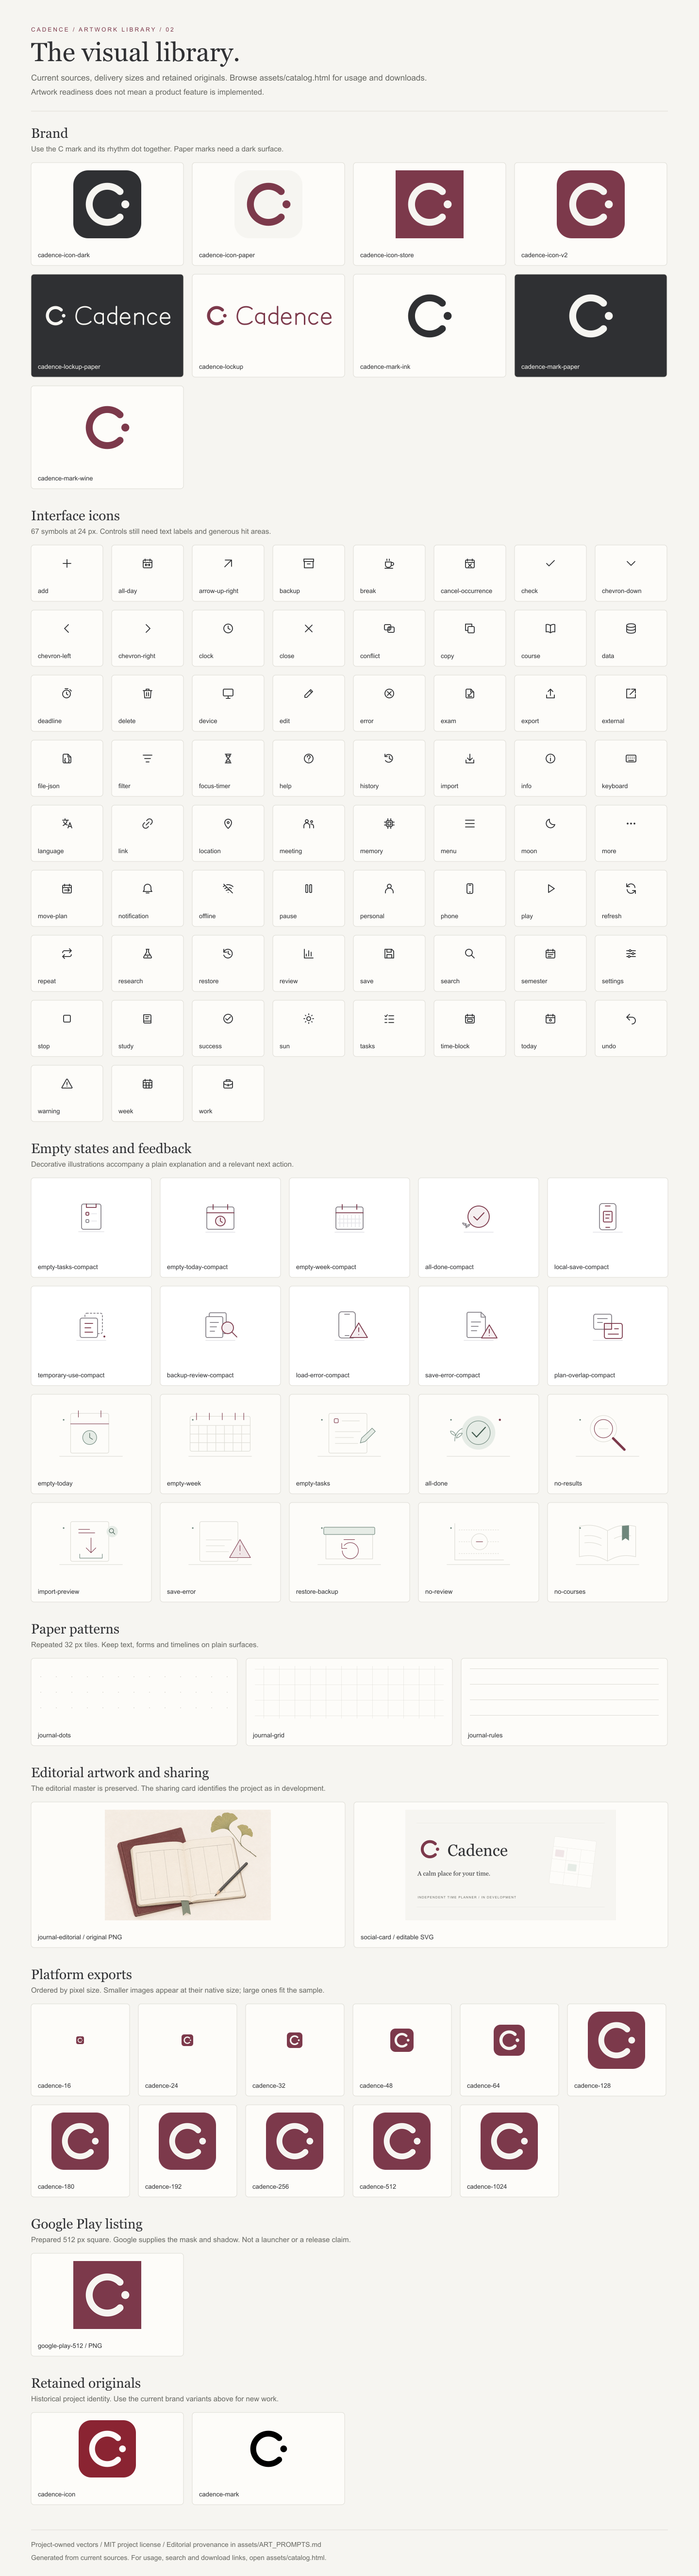 CADENCE / ARTWORK LIBRARY / 02
The visual library.
Current sources, delivery sizes and retained originals. Browse assets/catalog.html for usage and downloads.
Artwork readiness does not mean a product feature is implemented.
Brand
Use the C mark and its rhythm dot together. Paper marks need a dark surface.
cadence-icon-dark
cadence-icon-paper
cadence-icon-store
cadence-icon-v2
Cadence
Cadence
cadence-lockup-paper
cadence-lockup
cadence-mark-ink
cadence-mark-paper
cadence-mark-wine
Interface icons
67 symbols at 24 px. Controls still need text labels and generous hit areas.
add
all-day
arrow-up-right
backup
break
cancel-occurrence
check
chevron-down
chevron-left
chevron-right
clock
close
conflict
copy
course
data
deadline
delete
device
edit
error
exam
export
external
file-json
filter
focus-timer
help
history
import
info
keyboard
language
link
location
meeting
memory
menu
moon
more
move-plan
notification
offline
pause
personal
phone
play
refresh
repeat
research
restore
review
save
search
semester
settings
stop
study
success
sun
tasks
time-block
today
undo
warning
week
work
Empty states and feedback
Decorative illustrations accompany a plain explanation and a relevant next action.
empty-tasks-compact
empty-today-compact
empty-week-compact
all-done-compact
local-save-compact
temporary-use-compact
backup-review-compact
load-error-compact
save-error-compact
plan-overlap-compact
empty-today
empty-week
empty-tasks
all-done
no-results
import-preview
save-error
restore-backup
no-review
no-courses
Paper patterns
Repeated 32 px tiles. Keep text, forms and timelines on plain surfaces.
journal-dots
journal-grid
journal-rules
Editorial artwork and sharing
The editorial master is preserved. The sharing card identifies the project as in development.
Cadence
A calm place for your time.
INDEPENDENT TIME PLANNER / IN DEVELOPMENT
journal-editorial / original PNG
social-card / editable SVG
Platform exports
Ordered by pixel size. Smaller images appear at their native size; large ones fit the sample.
cadence-16
cadence-24
cadence-32
cadence-48
cadence-64
cadence-128
cadence-180
cadence-192
cadence-256
cadence-512
cadence-1024
Google Play listing
Prepared 512 px square. Google supplies the mask and shadow. Not a launcher or a release claim.
google-play-512 / PNG
Retained originals
Historical project identity. Use the current brand variants above for new work.
cadence-icon
cadence-mark
Project-owned vectors / MIT project license / Editorial provenance in assets/ART_PROMPTS.md
Generated from current sources. For usage, search and download links, open assets/catalog.html.